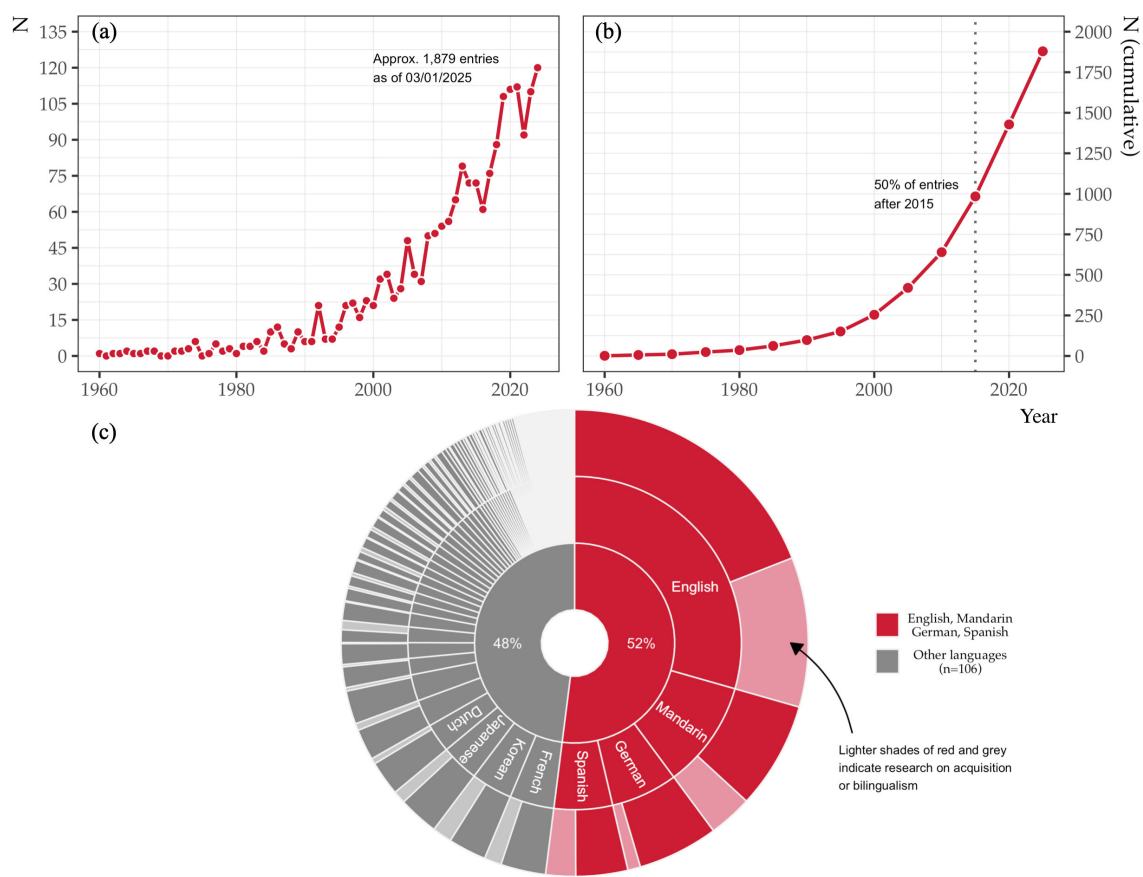 N
(a)
135
120
105
90
75
60
45
30
15
0
Approx. 1,879 entries
as of 03/01/2025
1960
1980
2000
2020
(b)
N (cumulative)
2000
1750
1500
1250
1000
750
500
250
0
50% of entries
after 2015
1960
1980
2000
2020
Year
(c)
English
48%
52%
Mandarin
German
Spanish
French
Korean
Japanese
Dutch
English, Mandarin
German, Spanish
Other languages
(n=106)
Lighter shades of red and grey
indicate research on acquisition
or bilingualism